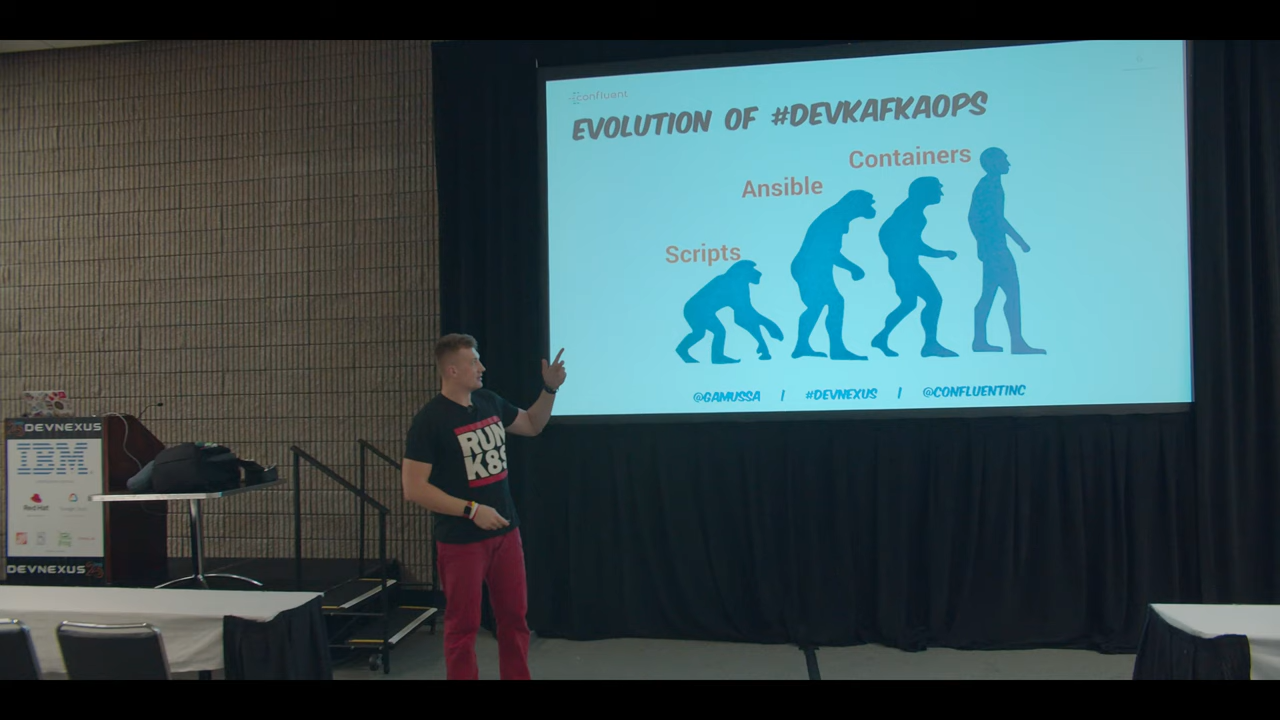 confluent
EVOLUTION OF #DEVKAFKAOPS
Containers
Ansible
Scripts
@GAMUSSA | #DEVNEXUS | @CONFLUENTINC
RUN
K8S
DEVNEXUS
IBM
Red Hat
DEVNEXUS